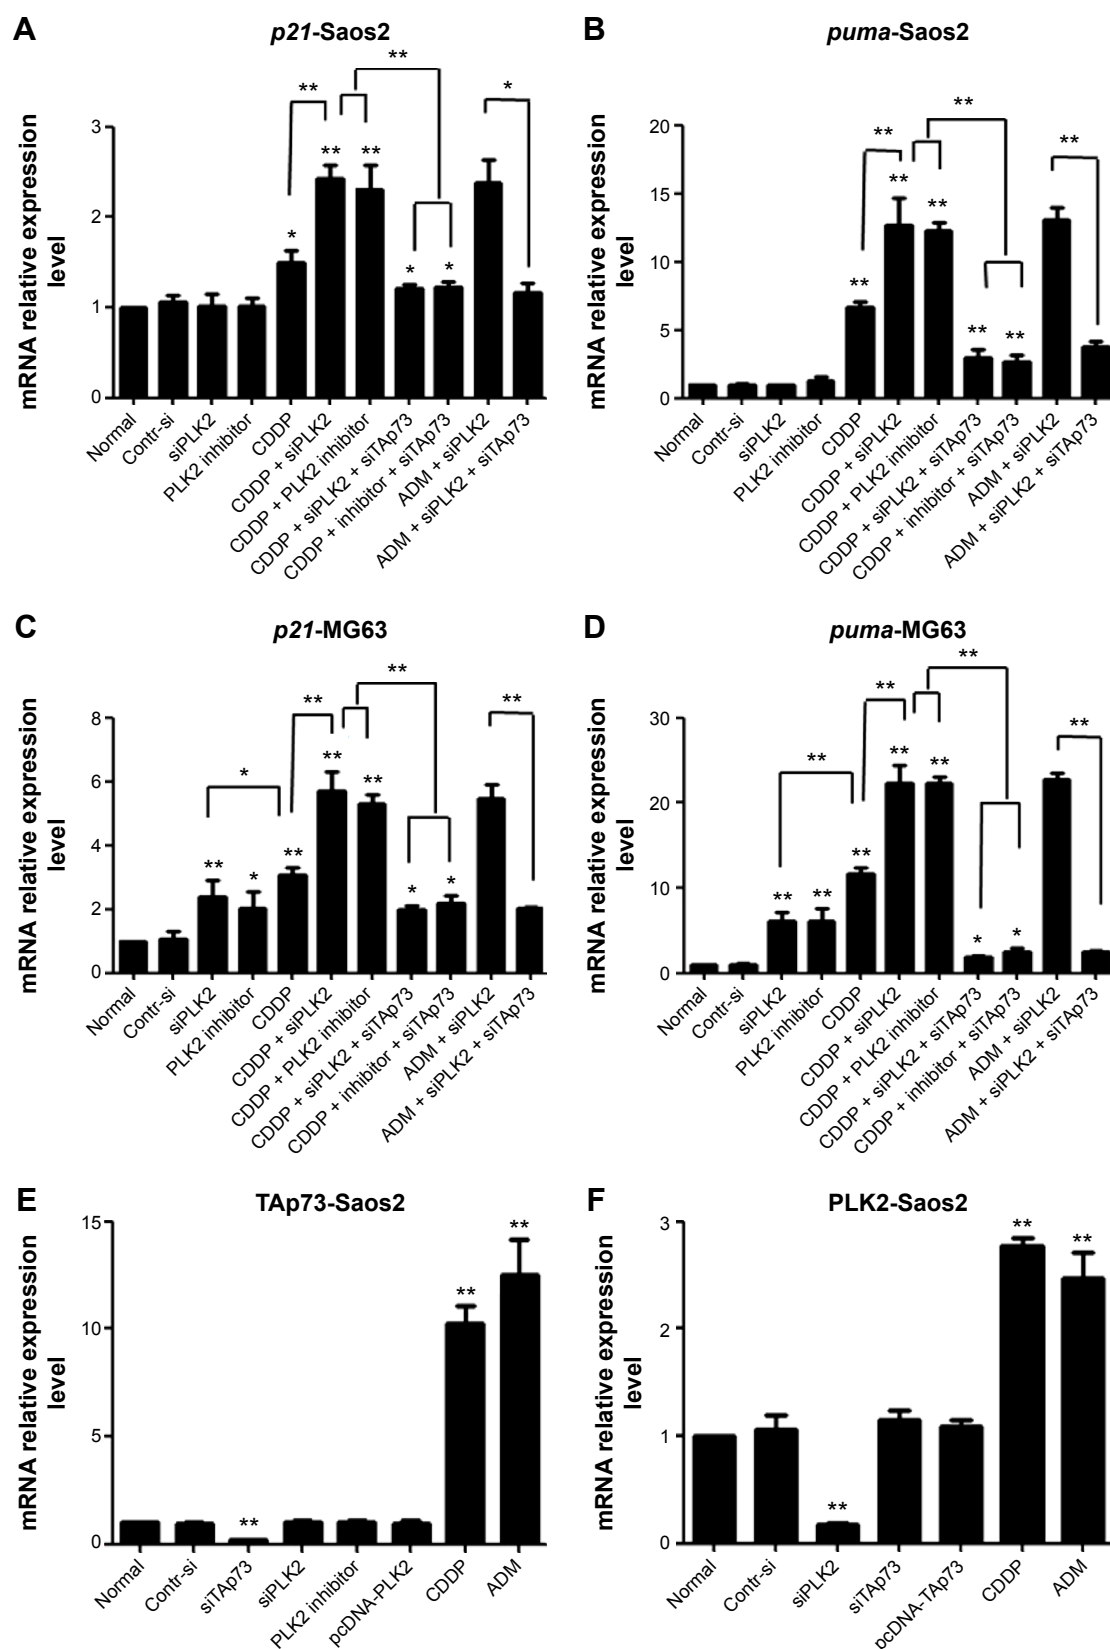 A
p21-Saos2
mRNA relative expression
level
3
2
1
0
**
**
*
*
**
**
*
*
Normal
Contr-si
siPLK2
PLK2 inhibitor
CDDP
CDDP + siPLK2
CDDP + PLK2 inhibitor
CDDP + siPLK2 + siTAp73
CDDP + inhibitor + siTAp73
ADM + siPLK2
ADM + siPLK2 + siTAp73
B
puma-Saos2
mRNA relative expression
level
20
15
10
5
0
**
**
**
**
**
**
**
**
Normal
Contr-si
siPLK2
PLK2 inhibitor
CDDP
CDDP + siPLK2
CDDP + PLK2 inhibitor
CDDP + siPLK2 + siTAp73
CDDP + inhibitor + siTAp73
ADM + siPLK2
ADM + siPLK2 + siTAp73
C
p21-MG63
mRNA relative expression
level
8
6
4
2
0
**
**
**
*
**
**
**
*
**
*
*
Normal
Contr-si
siPLK2
PLK2 inhibitor
CDDP
CDDP + siPLK2
CDDP + PLK2 inhibitor
CDDP + siPLK2 + siTAp73
CDDP + inhibitor + siTAp73
ADM + siPLK2
ADM + siPLK2 + siTAp73
D
puma-MG63
mRNA relative expression
level
30
20
10
0
**
**
**
**
**
**
**
**
**
*
*
Normal
Contr-si
siPLK2
PLK2 inhibitor
CDDP
CDDP + siPLK2
CDDP + PLK2 inhibitor
CDDP + siPLK2 + siTAp73
CDDP + inhibitor + siTAp73
ADM + siPLK2
ADM + siPLK2 + siTAp73
E
TAp73-Saos2
mRNA relative expression
level
15
10
5
0
**
**
**
Normal
Contr-si
siTAp73
siPLK2
PLK2 inhibitor
pcDNA-PLK2
CDDP
ADM
F
PLK2-Saos2
mRNA relative expression
level
3
2
1
0
**
**
**
Normal
Contr-si
siPLK2
siTAp73
pcDNA-TAp73
CDDP
ADM